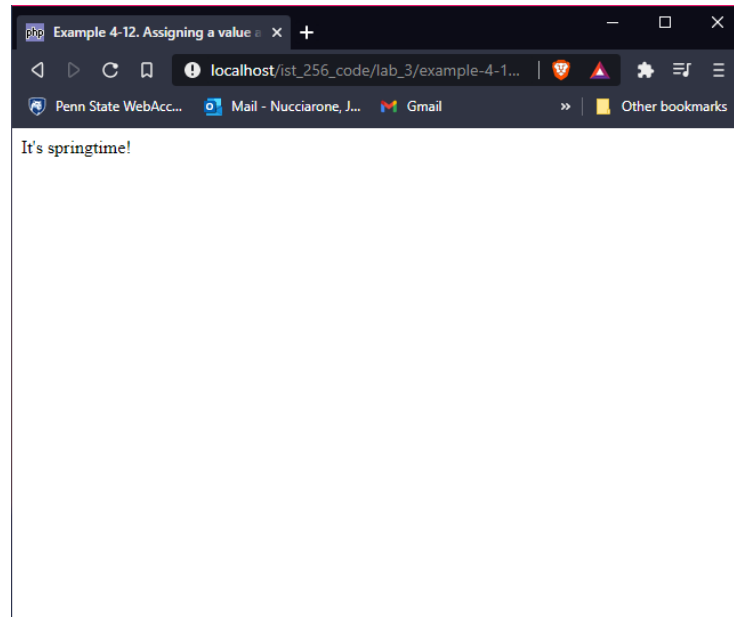 php Example 4-12. Assigning a value a
localhost/ist_256_code/lab_3/example-4-1...
Penn State WebAcc... Mail - Nucciarone, J... Gmail » Other bookmarks
It's springtime!